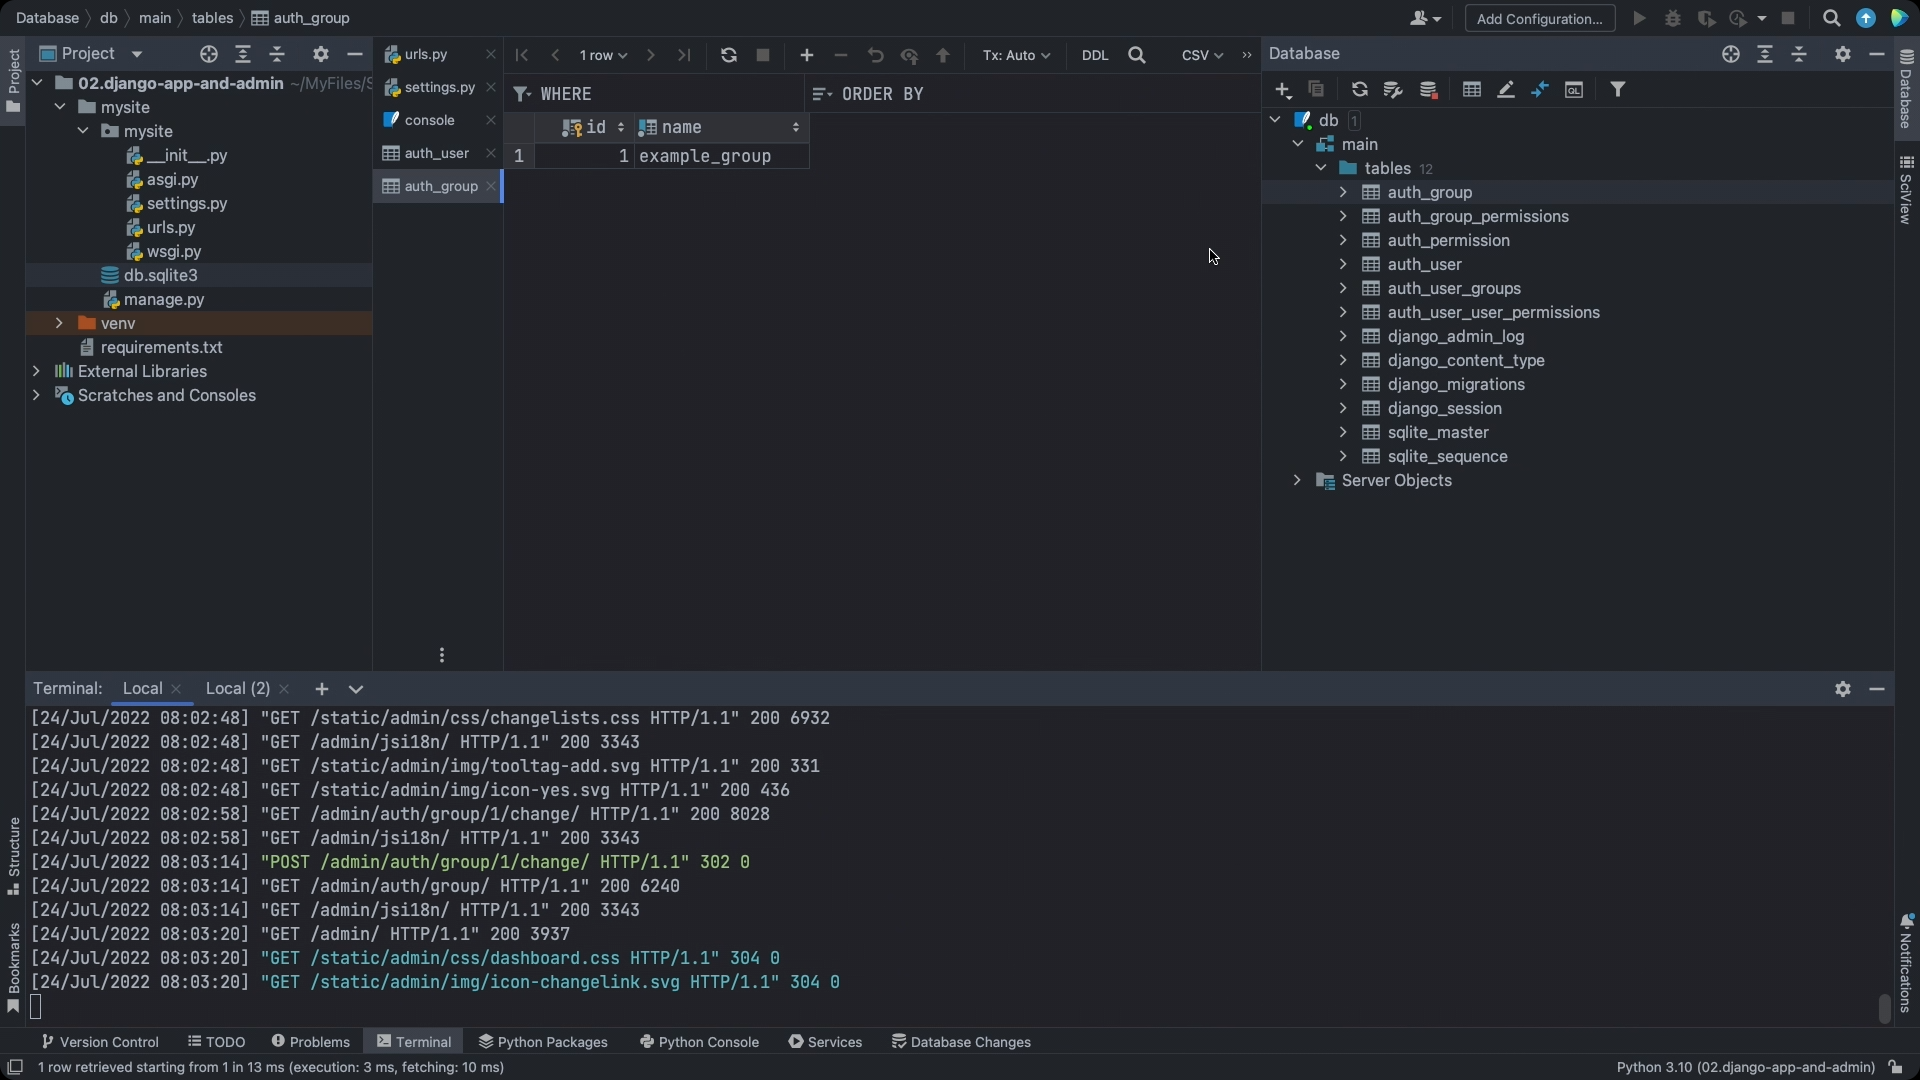 Database
db
main
tables
auth_group
Add Configuration...
Project
Project
02.django-app-and-admin ~/MyFiles/S
mysite
mysite
__init__.py
asgi.py
settings.py
urls.py
wsgi.py
db.sqlite3
manage.py
venv
requirements.txt
External Libraries
Scratches and Consoles
urls.py
settings.py
console
auth_user
auth_group
1 row
Tx: Auto
DDL
CSV
WHERE
ORDER BY
id
name
1
1
example_group
Database
db 1
main
tables 12
auth_group
auth_group_permissions
auth_permission
auth_user
auth_user_groups
auth_user_user_permissions
django_admin_log
django_content_type
django_migrations
django_session
sqlite_master
sqlite_sequence
Server Objects
Database
SciView
Notifications
Structure
Bookmarks
Terminal:
Local
Local (2)
[24/Jul/2022 08:02:48] "GET /static/admin/css/changelists.css HTTP/1.1" 200 6932
[24/Jul/2022 08:02:48] "GET /admin/jsi18n/ HTTP/1.1" 200 3343
[24/Jul/2022 08:02:48] "GET /static/admin/img/tooltag-add.svg HTTP/1.1" 200 331
[24/Jul/2022 08:02:48] "GET /static/admin/img/icon-yes.svg HTTP/1.1" 200 436
[24/Jul/2022 08:02:58] "GET /admin/auth/group/1/change/ HTTP/1.1" 200 8028
[24/Jul/2022 08:02:58] "GET /admin/jsi18n/ HTTP/1.1" 200 3343
[24/Jul/2022 08:03:14] "POST /admin/auth/group/1/change/ HTTP/1.1" 302 0
[24/Jul/2022 08:03:14] "GET /admin/auth/group/ HTTP/1.1" 200 6240
[24/Jul/2022 08:03:14] "GET /admin/jsi18n/ HTTP/1.1" 200 3343
[24/Jul/2022 08:03:20] "GET /admin/ HTTP/1.1" 200 3937
[24/Jul/2022 08:03:20] "GET /static/admin/css/dashboard.css HTTP/1.1" 304 0
[24/Jul/2022 08:03:20] "GET /static/admin/img/icon-changelink.svg HTTP/1.1" 304 0
Version Control
TODO
Problems
Terminal
Python Packages
Python Console
Services
Database Changes
1 row retrieved starting from 1 in 13 ms (execution: 3 ms, fetching: 10 ms)
Python 3.10 (02.django-app-and-admin)